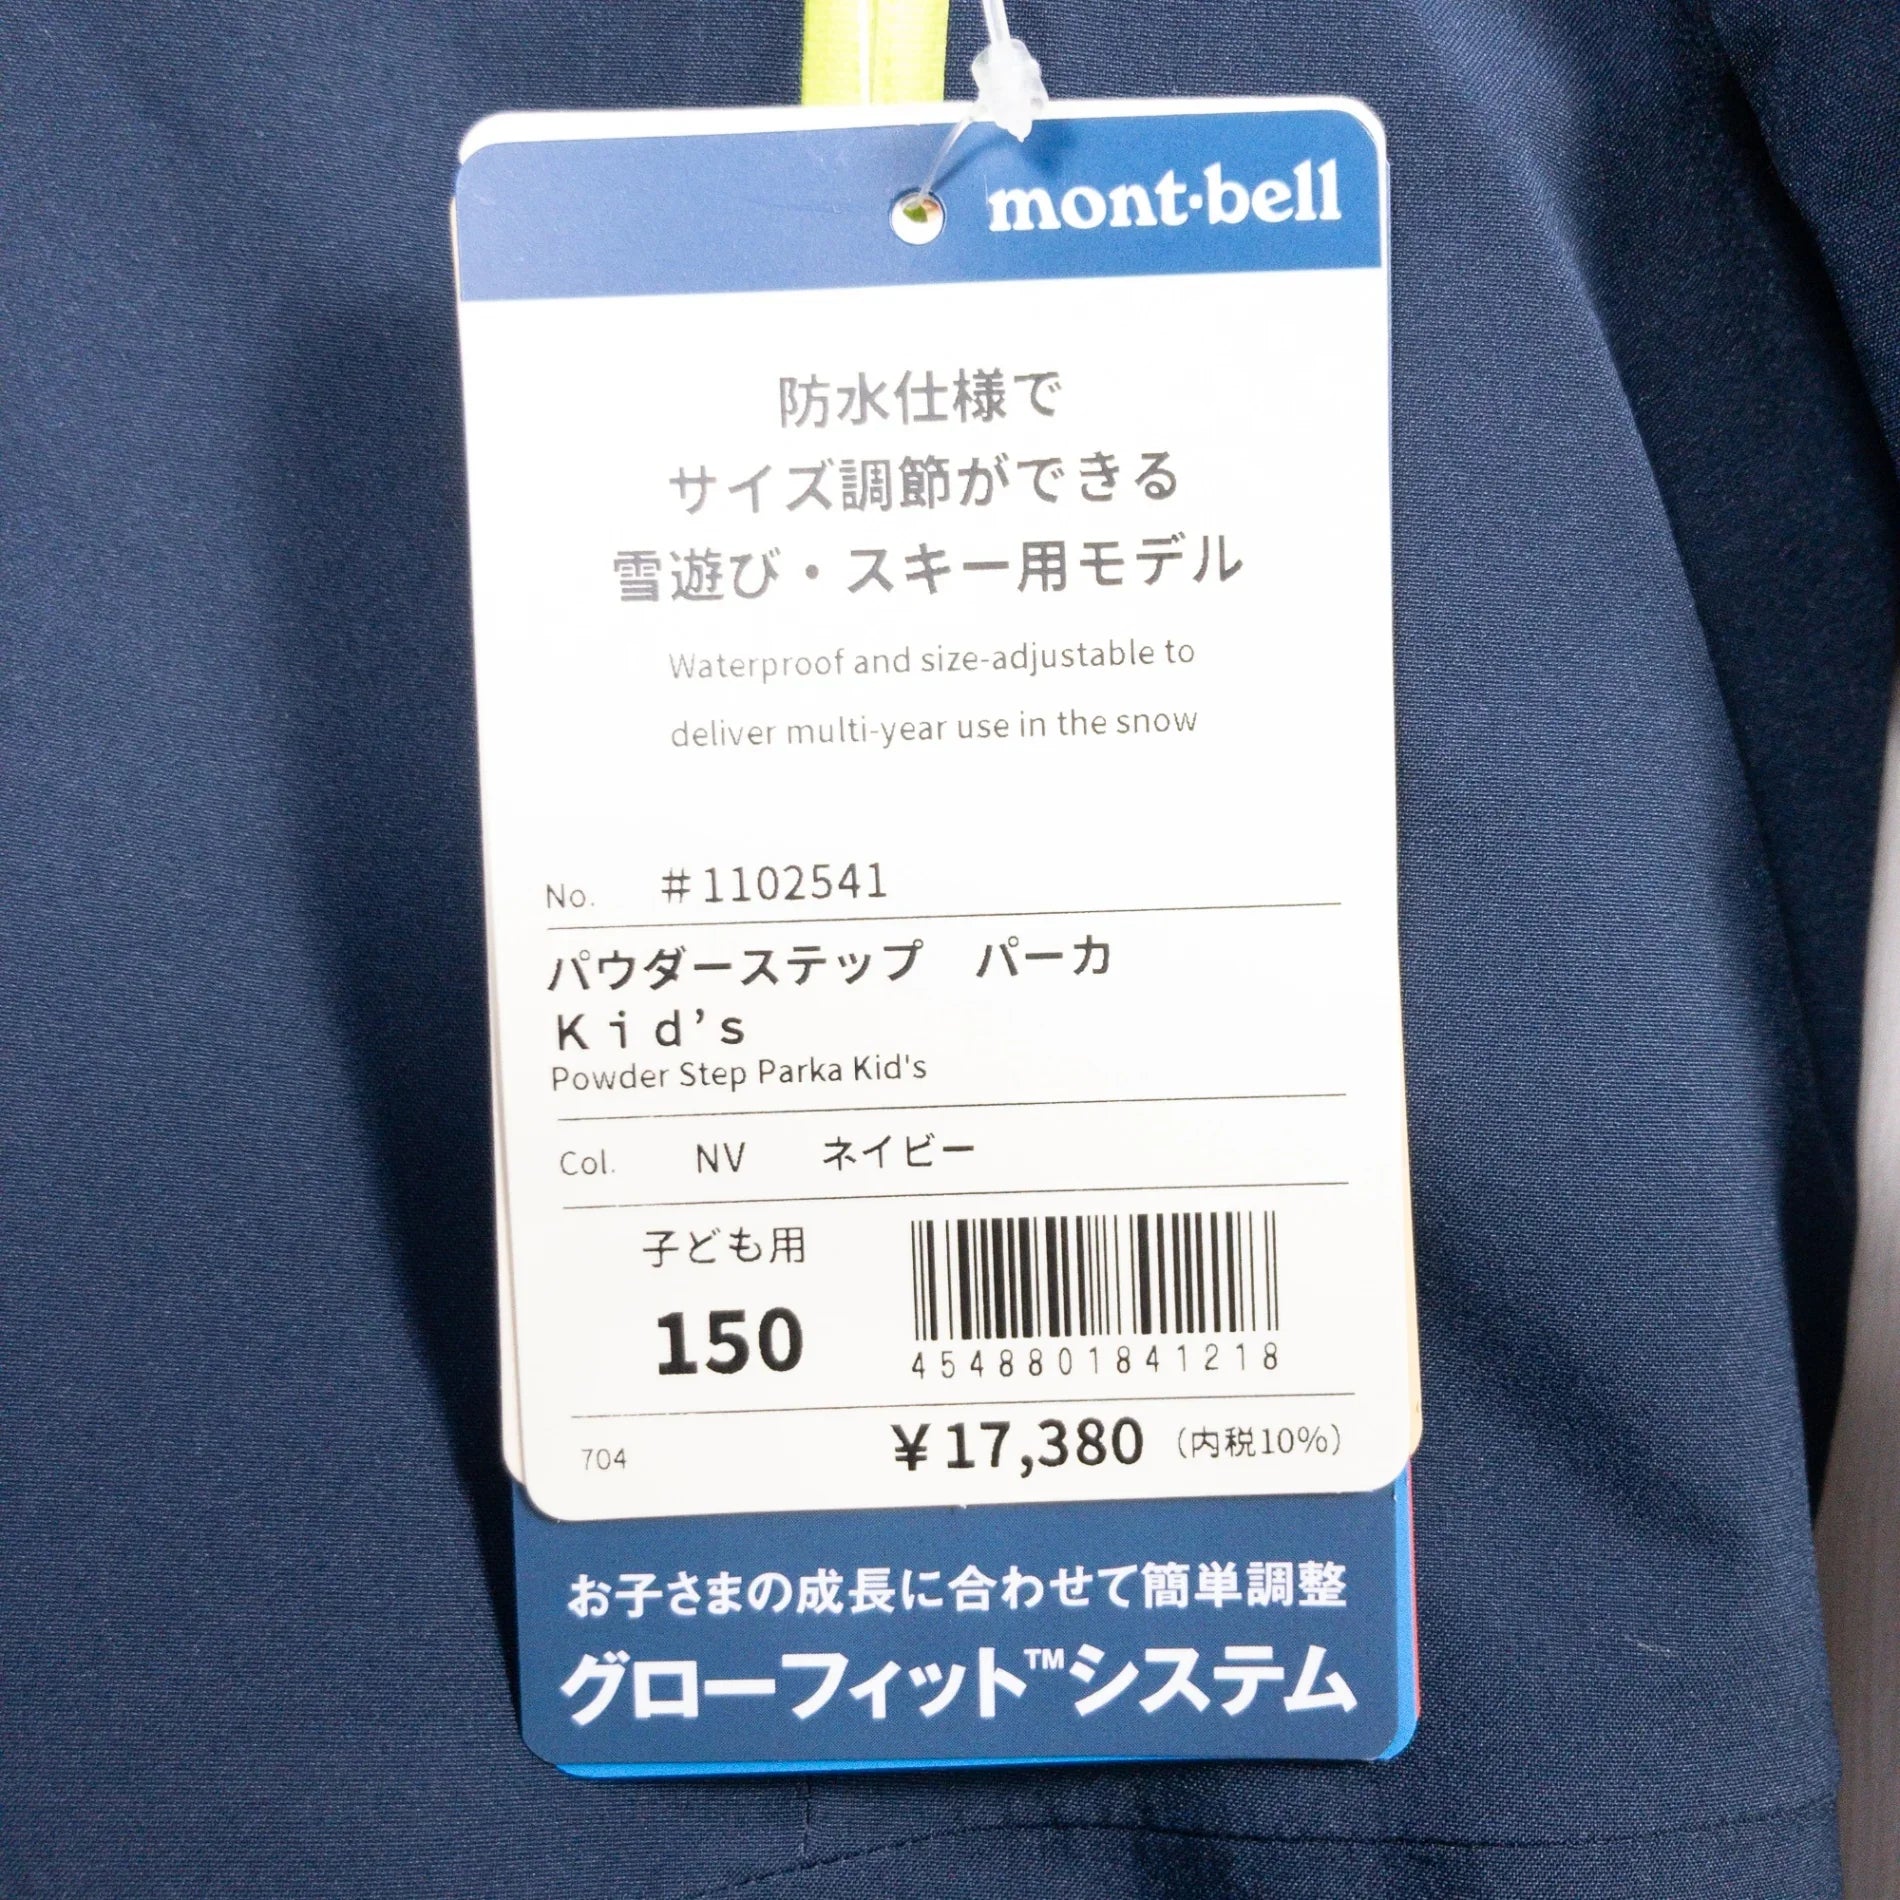 mont·bell
防水仕様で
サイズ調節ができる
雪遊び・スキー用モデル
Waterproof and size-adjustable to
deliver multi-year use in the snow
No. #1102541
パウダーステップ　パーカ
Kid's
Powder Step Parka Kid's
Col. NV ネイビー
子ども用
150
4548801841218
704 ¥17,380 (内税10%)
お子さまの成長に合わせて簡単調整
グローフィット™システム